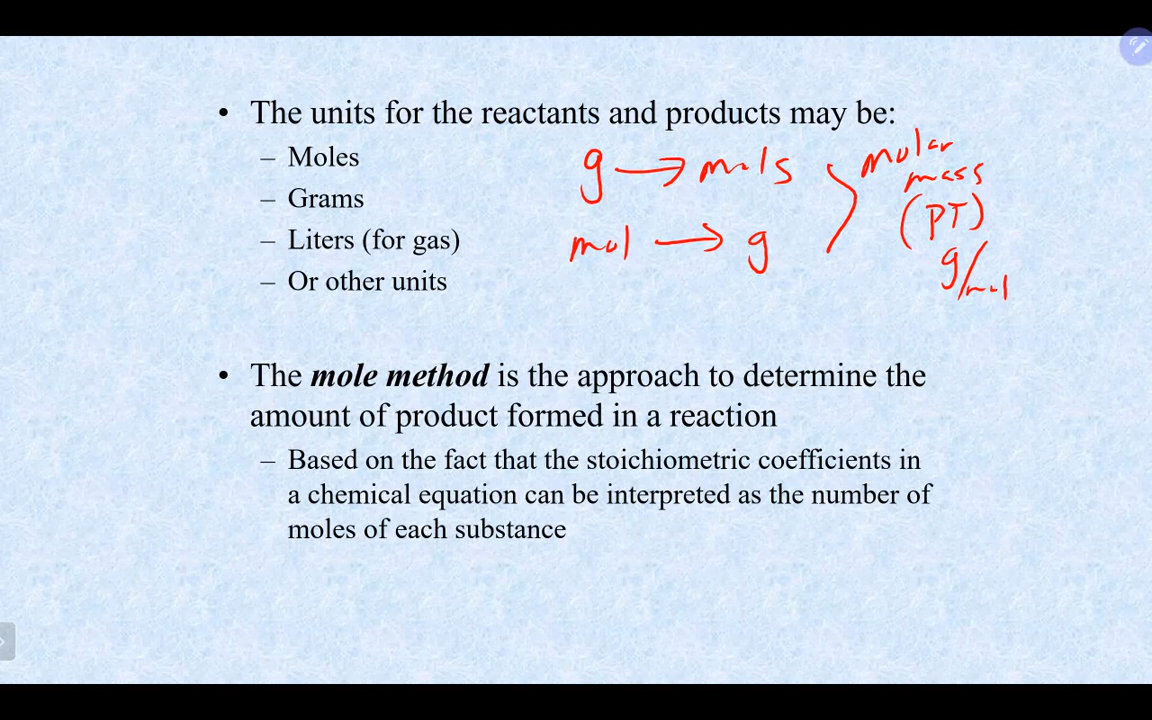 • The units for the reactants and products may be:
– Moles
– Grams
– Liters (for gas)
– Or other units
g → mols
mol → g
molar
mass
(PT)
g/mol
• The mole method is the approach to determine the
amount of product formed in a reaction
– Based on the fact that the stoichiometric coefficients in
a chemical equation can be interpreted as the number of
moles of each substance